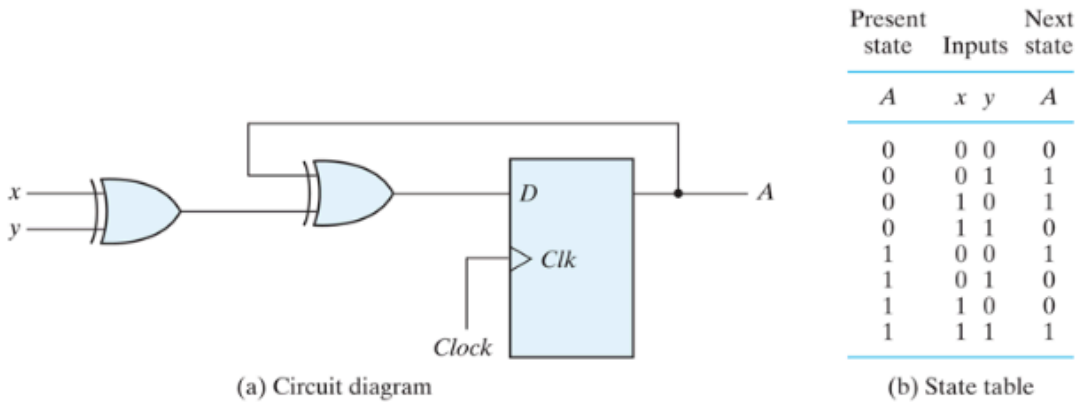 x
y
D
Clk
Clock
A
(a) Circuit diagram
Present Next
state Inputs state
A x y A
0 0 0 0
0 0 1 1
0 1 0 1
0 1 1 0
1 0 0 1
1 0 1 0
1 1 0 0
1 1 1 1
(b) State table